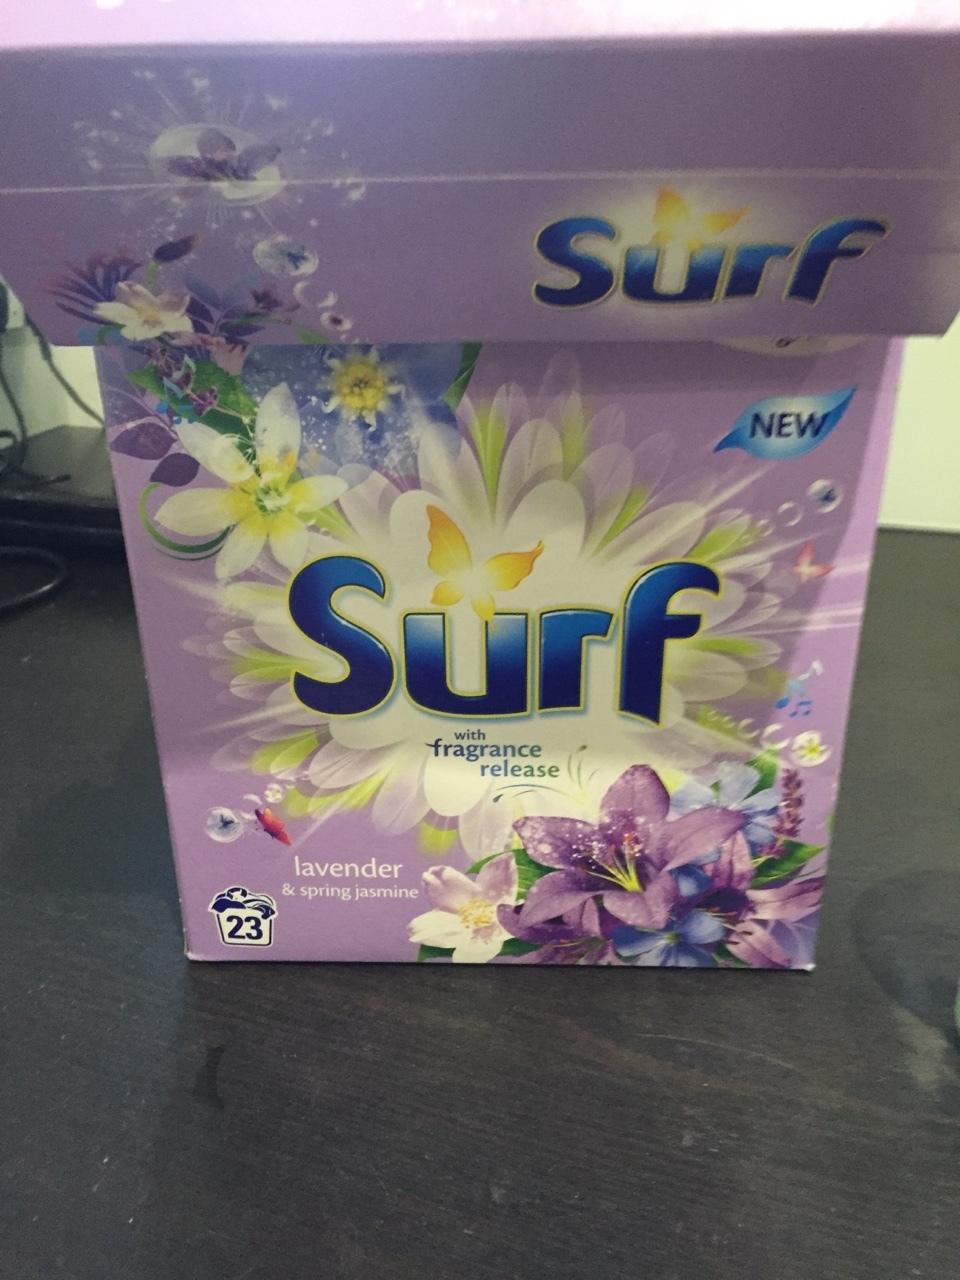 Surf
NEW
Surf
with
fragrance
release
lavender
& spring jasmine
23